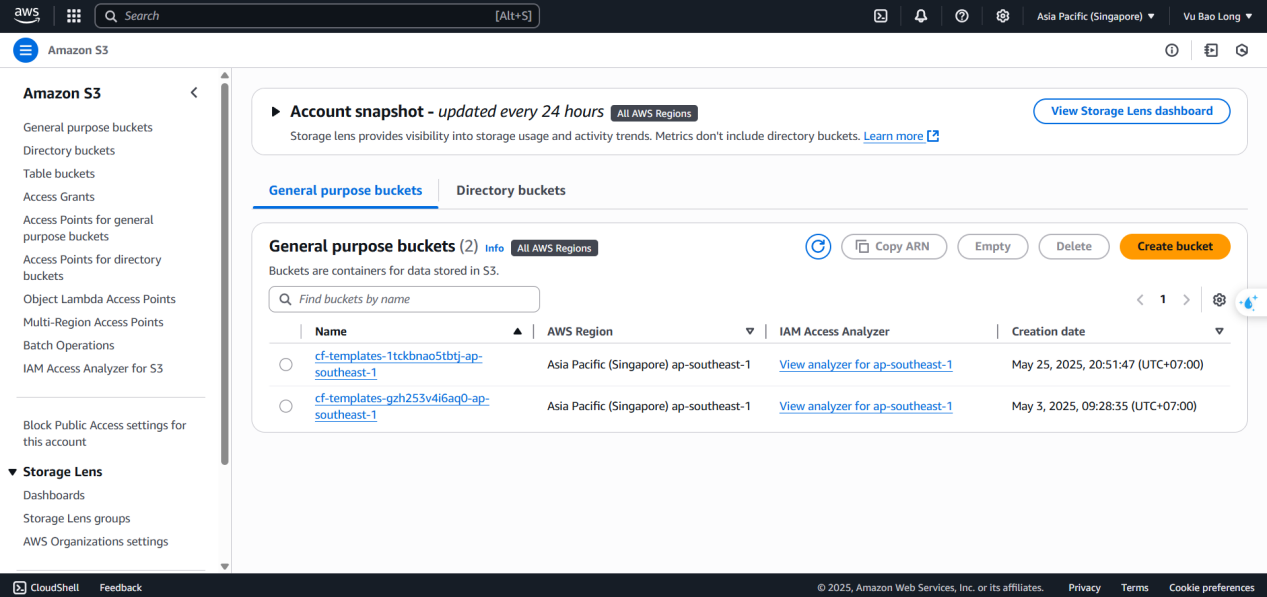 aws
Search [Alt+S]
Asia Pacific (Singapore)
Vu Bao Long
Amazon S3
Amazon S3
General purpose buckets
Directory buckets
Table buckets
Access Grants
Access Points for general
purpose buckets
Access Points for directory
buckets
Object Lambda Access Points
Multi-Region Access Points
Batch Operations
IAM Access Analyzer for S3
Block Public Access settings for
this account
Storage Lens
Dashboards
Storage Lens groups
AWS Organizations settings
Account snapshot - updated every 24 hours All AWS Regions
View Storage Lens dashboard
Storage lens provides visibility into storage usage and activity trends. Metrics don't include directory buckets. Learn more
General purpose buckets
Directory buckets
General purpose buckets (2) Info All AWS Regions
Copy ARN
Empty
Delete
Create bucket
Buckets are containers for data stored in S3.
Find buckets by name
1
Name
AWS Region
IAM Access Analyzer
Creation date
cf-templates-1tckbnao5tbtj-ap-
southeast-1
Asia Pacific (Singapore) ap-southeast-1
View analyzer for ap-southeast-1
May 25, 2025, 20:51:47 (UTC+07:00)
cf-templates-gzh253v4i6aq0-ap-
southeast-1
Asia Pacific (Singapore) ap-southeast-1
View analyzer for ap-southeast-1
May 3, 2025, 09:28:35 (UTC+07:00)
CloudShell
Feedback
© 2025, Amazon Web Services, Inc. or its affiliates.
Privacy
Terms
Cookie preferences